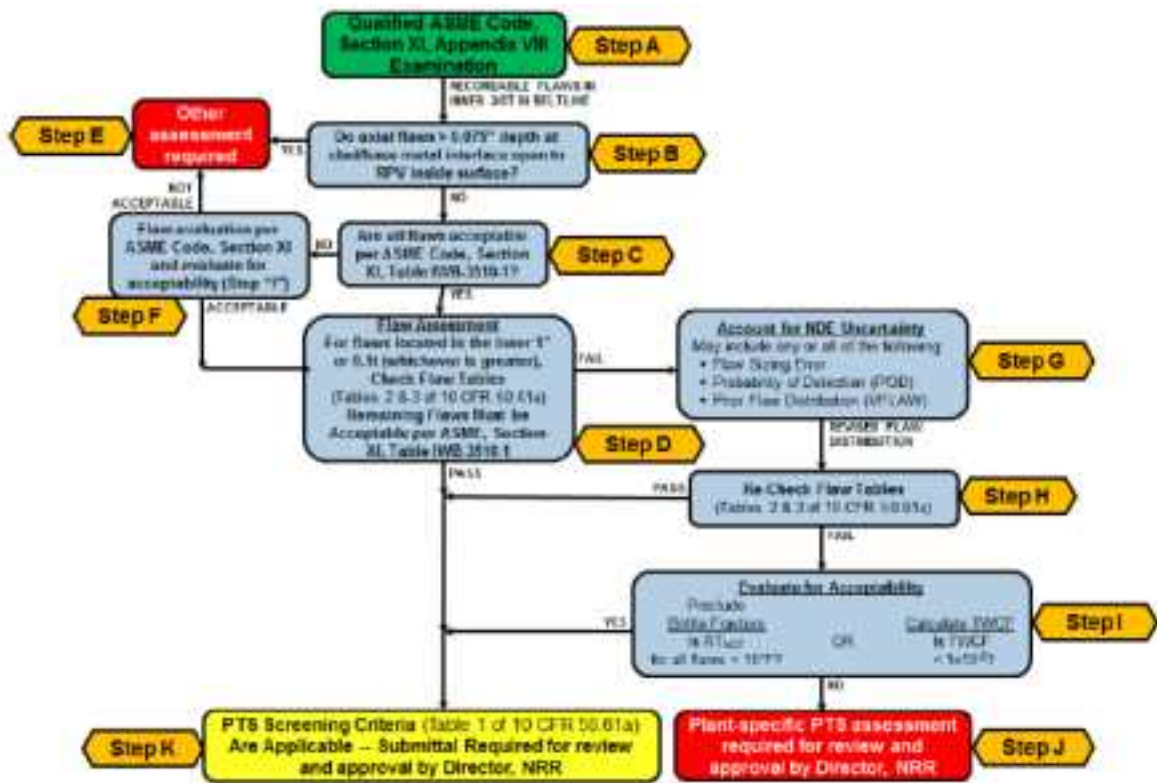 Qualified ASME Code,
Section XI, Appendix VIII
Examination
Step A
RECORDABLE FLAWS IN
Other
assessment
required
Step E
YES
Do axial flaws > 0.075" depth at
clad/base metal interface open to
RPV inside surface?
Step B
NOT
ACCEPTABLE
NO
Flaw evaluation per
ASME Code, Section XI
and evaluate for
acceptability (Step "I")
Step F
NO
Are all flaws acceptable
per ASME Code, Section
XI, Table IWB-3510-1?
Step C
ACCEPTABLE
YES
Flaw Assessment
For flaws located in the inner 1"
or 0.1t (whichever is greater),
Check Flaw Tables
(Tables 2 & 3 of 10 CFR 50.61a)
Remaining Flaws Must be
Acceptable per ASME, Section
XI, Table IWB-3510-1
Step D
FAIL
Account for NDE Uncertainty
May include any or all of the following:
• Flaw Sizing Error
• Probability of Detection (POD)
• Prior Flaw Distribution (VFLAW)
Step G
REVISED FLAW
DISTRIBUTION
PASS
PASS
Re-Check Flaw Tables
(Tables 2 & 3 of 10 CFR 50.61a)
Step H
FAIL
Evaluate for Acceptability
Preclude
Brittle Fracture
OR
Calculate TWCF
Is TWCF
for all flaws
Step I
YES
NO
PTS Screening Criteria (Table 1 of 10 CFR 50.61a)
Are Applicable -- Submittal Required for review
and approval by Director, NRR
Step K
Plant-specific PTS assessment
required for review and
approval by Director, NRR
Step J